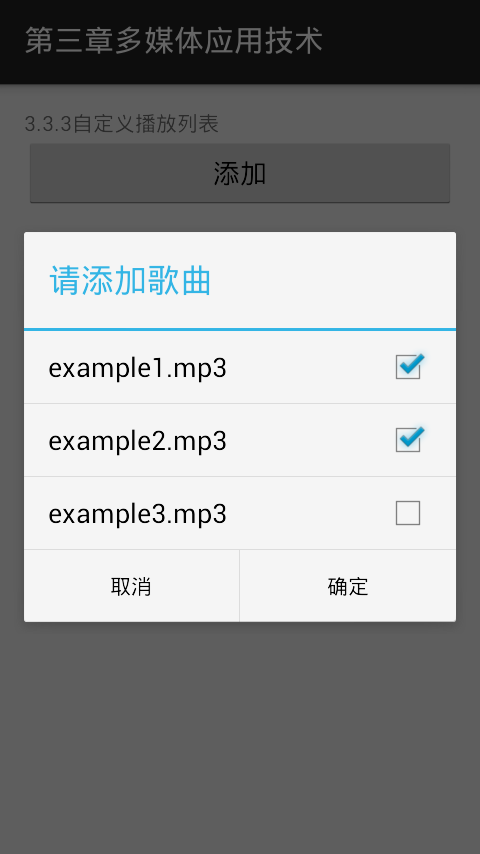 第三章多媒体应用技术
3.3.3自定义播放列表
添加
请添加歌曲
example1.mp3
example2.mp3
example3.mp3
取消
确定